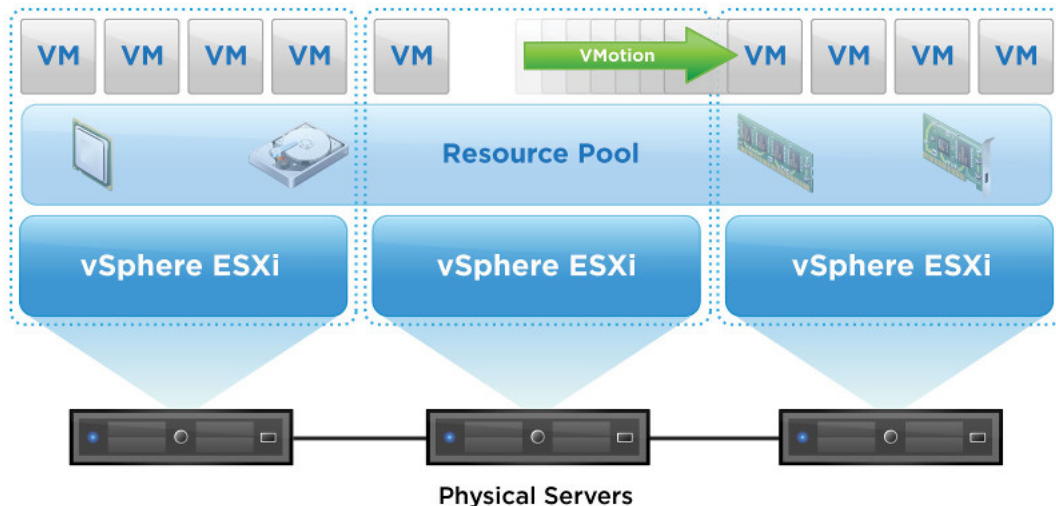 VM VM VM VM VM VMotion VM VM VM VM
Resource Pool
vSphere ESXi vSphere ESXi vSphere ESXi
Physical Servers